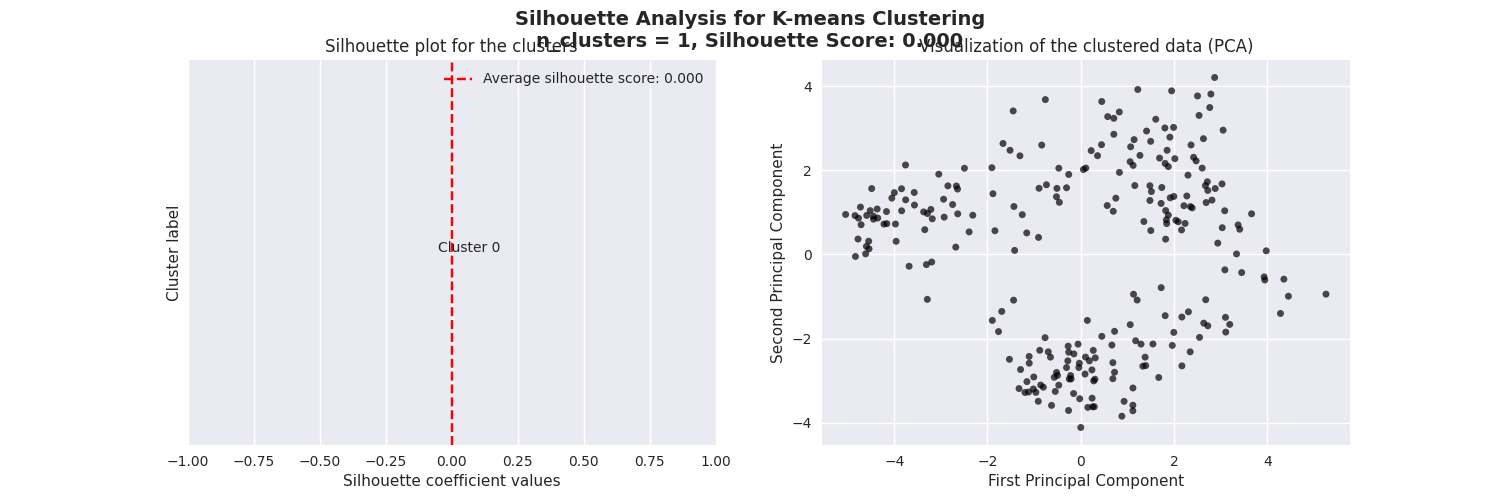 Silhouette Analysis for K-means Clustering
n_clusters = 1, Silhouette Score: 0.000
Silhouette plot for the clusters
Average silhouette score: 0.000
Cluster 0
Cluster label
−1.00 −0.75 −0.50 −0.25 0.00 0.25 0.50 0.75 1.00
Silhouette coefficient values
Visualization of the clustered data (PCA)
4
2
0
−2
−4
Second Principal Component
−4 −2 0 2 4
First Principal Component